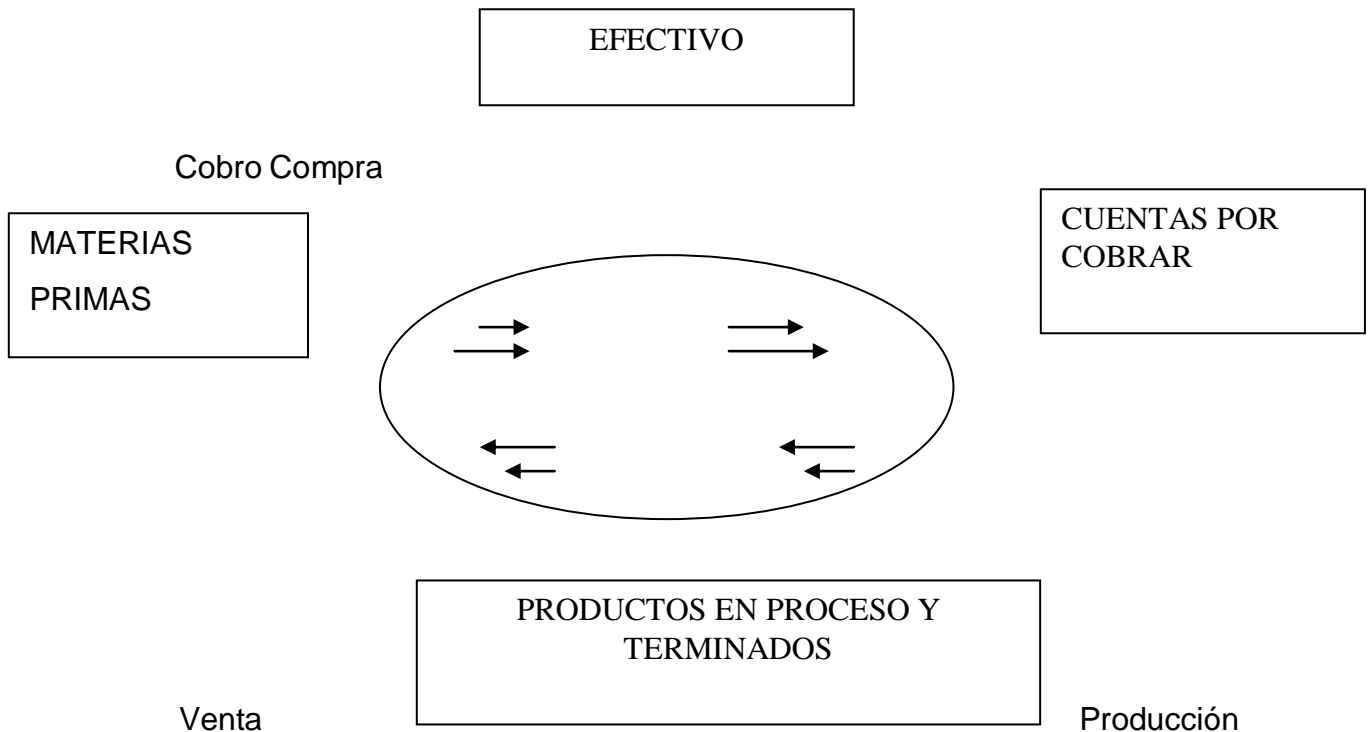 EFECTIVO
Cobro Compra
MATERIAS
PRIMAS
CUENTAS POR
COBRAR
PRODUCTOS EN PROCESO Y
TERMINADOS
Venta
Producción